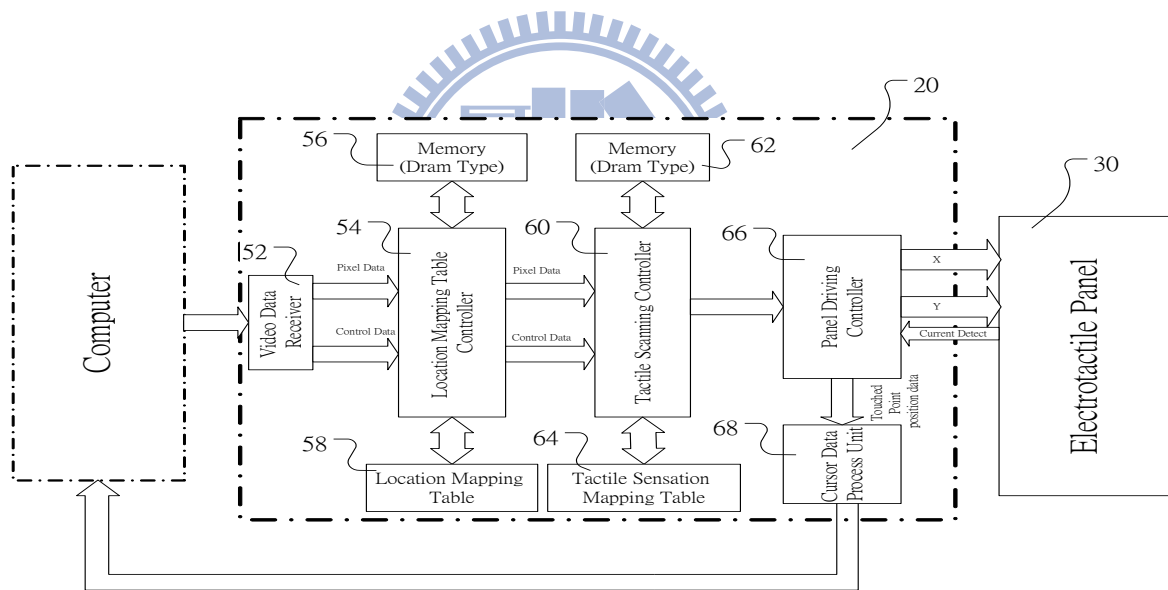 20
56
Memory
(Dram Type)
Memory
(Dram Type)
62
30
54
60
66
52
Computer
Video Data
Receiver
Pixel Data
Control Data
Location Mapping Table
Controller
Pixel Data
Control Data
Tactile Scanning Controller
Panel Driving
Controller
X
Y
Current Detect
Electrotactile Panel
Touched
Point
position data
58
Location Mapping
Table
64
Tactile Sensation
Mapping Table
68
Cursor Data
Process Unit